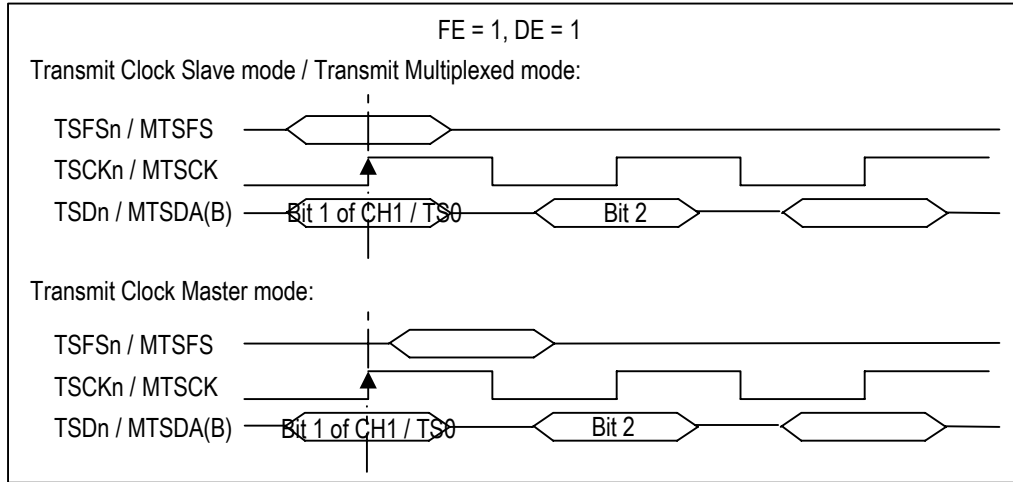 FE = 1, DE = 1
Transmit Clock Slave mode / Transmit Multiplexed mode:
TSFSn / MTSFS
TSCKn / MTSCK
TSDn / MTSDA(B) Bit 1 of CH1 / TS0 Bit 2
Transmit Clock Master mode:
TSFSn / MTSFS
TSCKn / MTSCK
TSDn / MTSDA(B) Bit 1 of CH1 / TS0 Bit 2